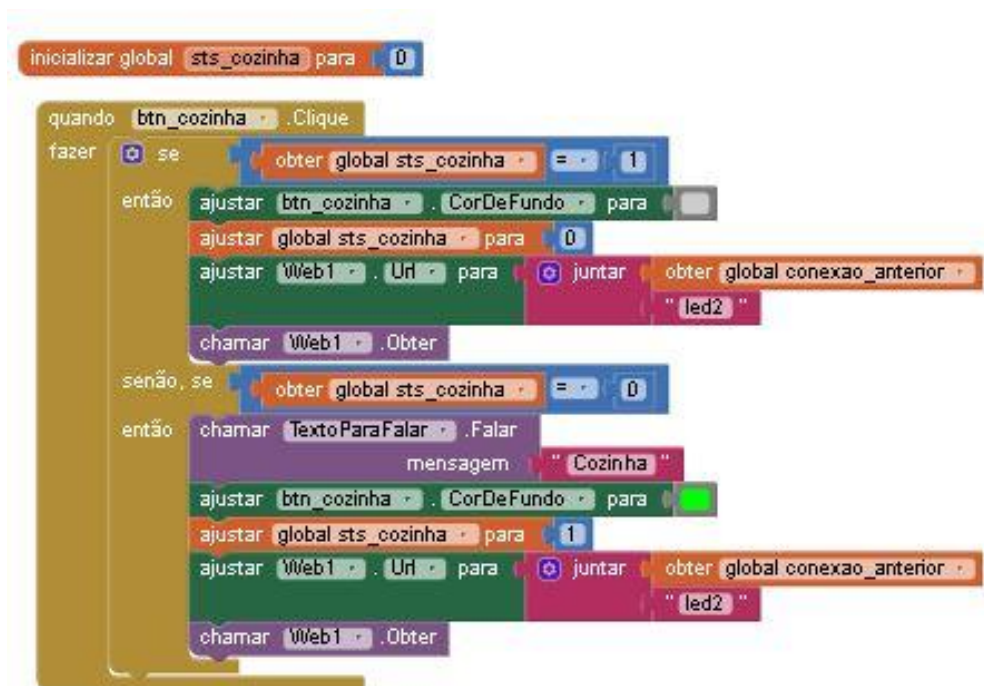 inicializar global sts_cozinha para 0
quando btn_cozinha .Clique
fazer se obter global sts_cozinha = 1
então ajustar btn_cozinha . CorDeFundo para
ajustar global sts_cozinha para 0
ajustar Web1 . Url para juntar obter global conexao_anterior
" led2 "
chamar Web1 .Obter
senão, se obter global sts_cozinha = 0
então chamar TextoParaFalar .Falar
mensagem " Cozinha "
ajustar btn_cozinha . CorDeFundo para
ajustar global sts_cozinha para 1
ajustar Web1 . Url para juntar obter global conexao_anterior
" led2 "
chamar Web1 .Obter